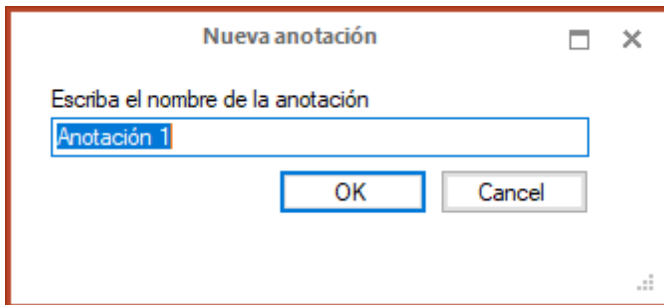 Nueva anotación
Escriba el nombre de la anotación
Anotación 1
OK Cancel